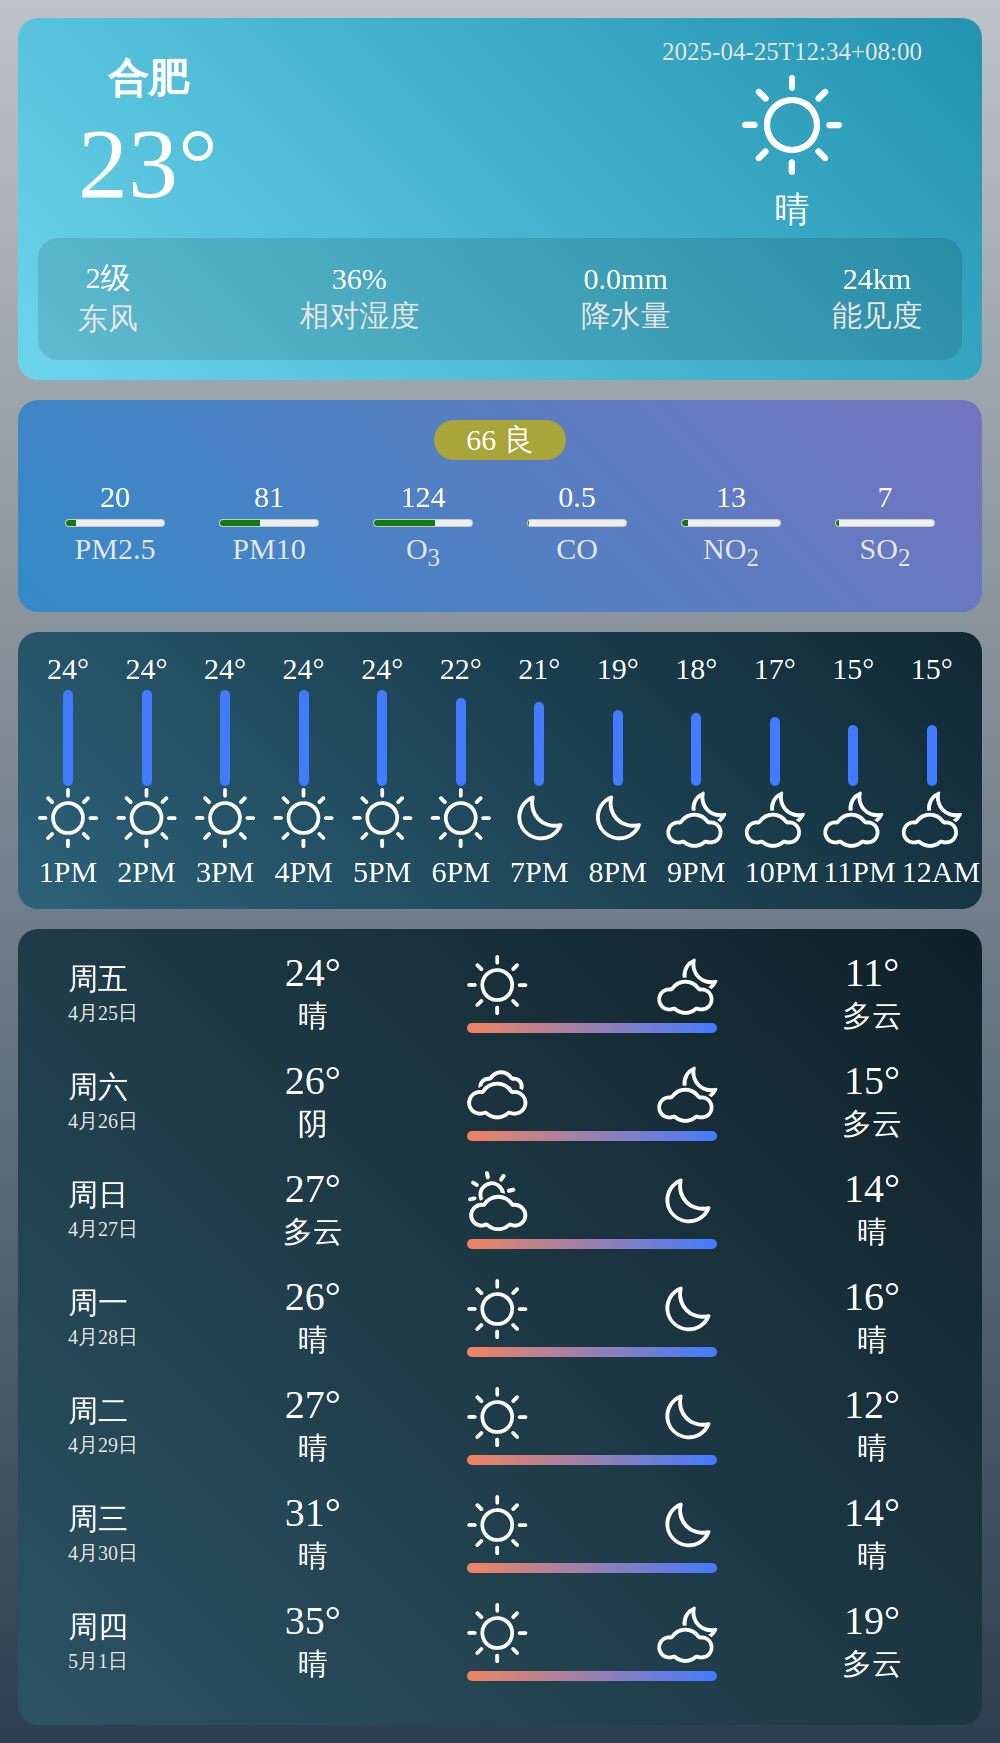 合肥
23°
2025-04-25T12:34+08:00
晴
2级 36% 0.0mm 24km
东风 相对湿度 降水量 能见度
66 良
20 81 124 0.5 13 7
PM2.5 PM10 O3 CO NO2 SO2
24° 24° 24° 24° 24° 22° 21° 19° 18° 17° 15° 15°
1PM 2PM 3PM 4PM 5PM 6PM 7PM 8PM 9PM 10PM 11PM 12AM
周五 24° 11°
4月25日 晴 多云
周六 26° 15°
4月26日 阴 多云
周日 27° 14°
4月27日 多云 晴
周一 26° 16°
4月28日 晴 晴
周二 27° 12°
4月29日 晴 晴
周三 31° 14°
4月30日 晴 晴
周四 35° 19°
5月1日 晴 多云